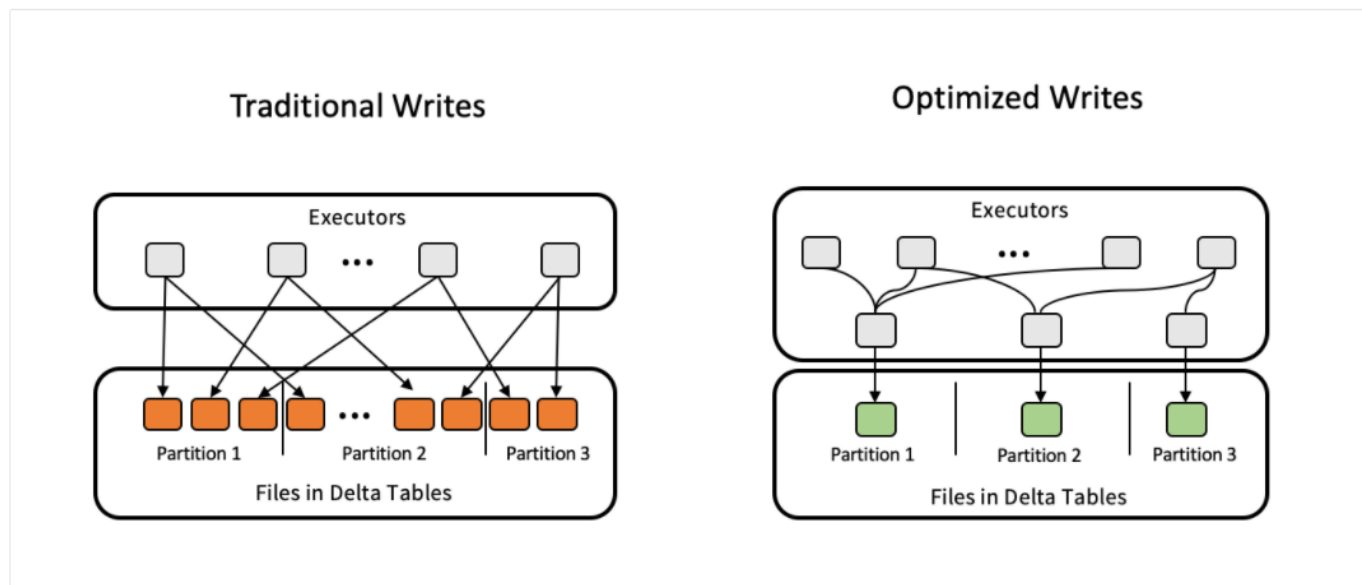 Traditional Writes
Executors
...
...
Partition 1
Partition 2
Partition 3
Files in Delta Tables
Optimized Writes
Executors
...
Partition 1
Partition 2
Partition 3
Files in Delta Tables